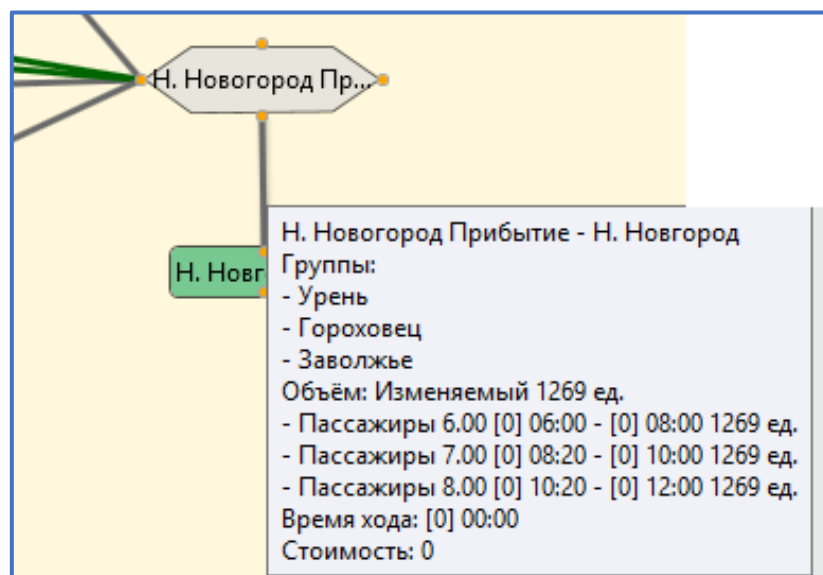 Н. Новогород Пр...
Н. Новг
Н. Новогород Прибытие - Н. Новгород
Группы:
- Урень
- Гороховец
- Заволжье
Объём: Изменяемый 1269 ед.
- Пассажиры 6.00 [0] 06:00 - [0] 08:00 1269 ед.
- Пассажиры 7.00 [0] 08:20 - [0] 10:00 1269 ед.
- Пассажиры 8.00 [0] 10:20 - [0] 12:00 1269 ед.
Время хода: [0] 00:00
Стоимость: 0